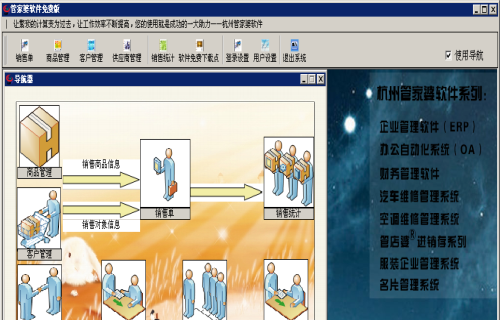 管家婆软件免费版
让繁琐的计算变为过去,让工作效率不断提高,您的使用就是成功的一大助力一一杭州管家婆软件
销售单 商品管理 客户管理 供应商管理 销售统计 软件免费下载点 登录设置 用户设置 退出系统
使用导航
导航器
商品管理
销售商品信息
销售单
销售统计
销售对象信息
客户管理
杭州管家婆软件系列:
企业管理软件(ERP)
办公自动化系统(OA)
财务管理软件
汽车维修管理系统
空调维修管理系统
管店婆®进销存系列
服装企业管理系统
名片管理系统